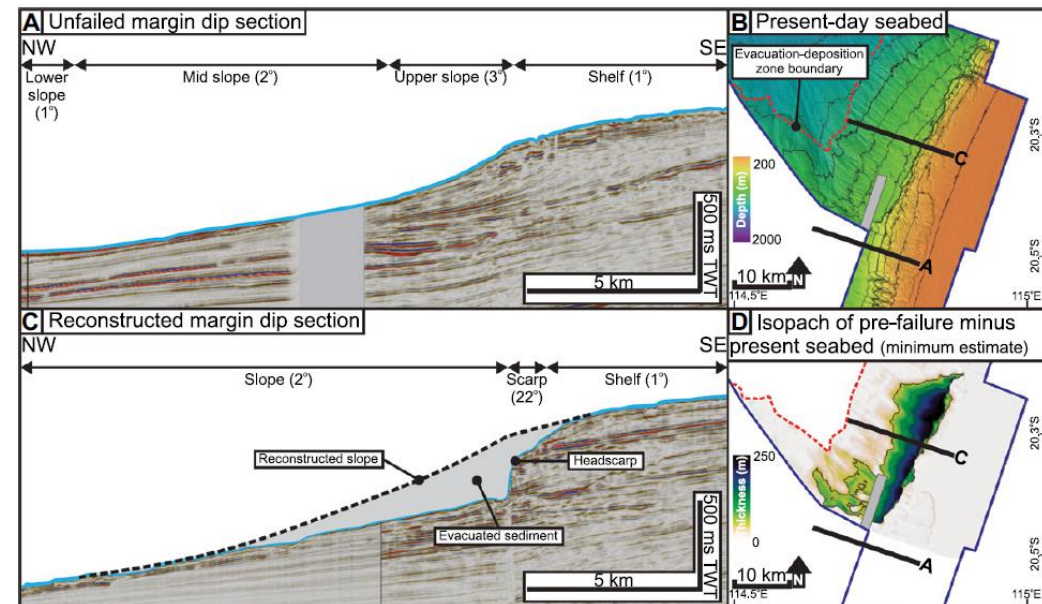 A Unfailed margin dip section
NW
SE
Lower slope (1°)
Mid slope (2°)
Upper slope (3°)
Shelf (1°)
500 ms TWT
5 km
B Present-day seabed
Evacuation-deposition
zone boundary
C
A
200
Depth (m)
2000
10 km
N
114.5°E
115°E
20.3°S
20.5°S
C Reconstructed margin dip section
NW
SE
Slope (2°)
Scarp
(22°)
Shelf (1°)
Reconstructed slope
Headscarp
Evacuated sediment
500 ms TWT
5 km
D Isopach of pre-failure minus
present seabed (minimum estimate)
C
A
250
Thickness (m)
0
10 km
N
114.5°E
115°E
20.3°S
20.5°S